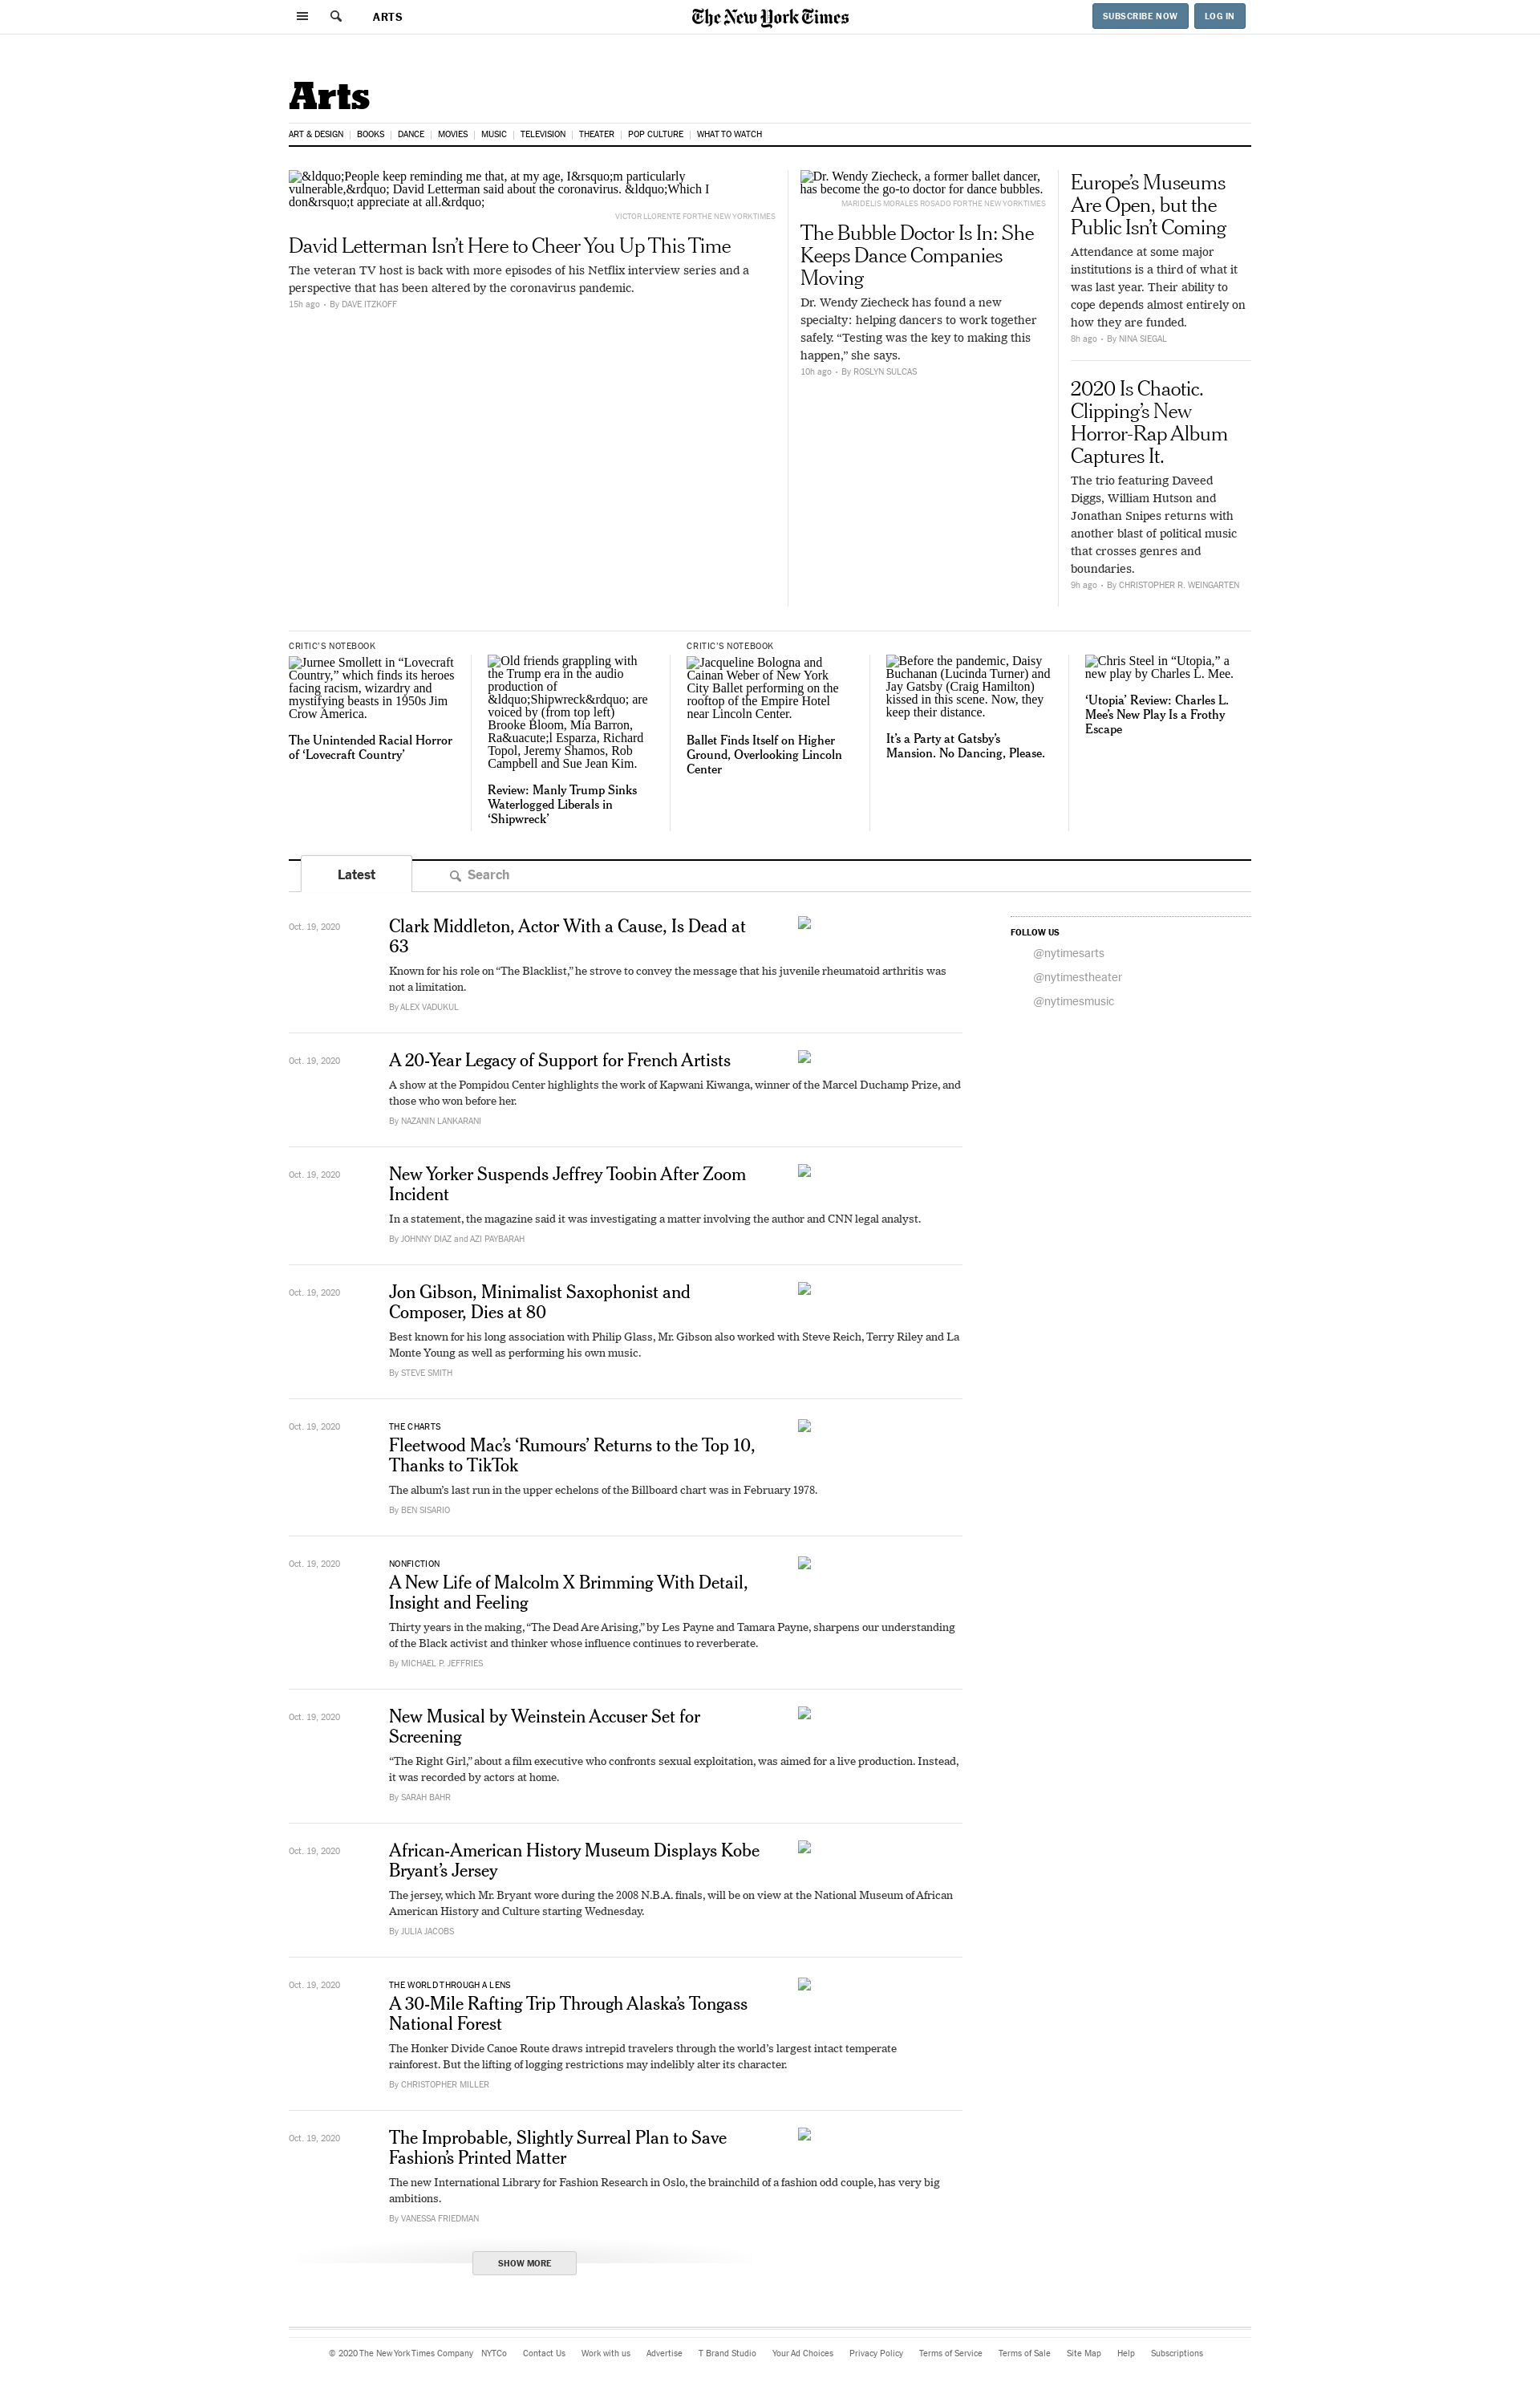 ARTS
The New York Times
SUBSCRIBE NOW
LOG IN
Arts
ART & DESIGN
BOOKS
DANCE
MOVIES
MUSIC
TELEVISION
THEATER
POP CULTURE
WHAT TO WATCH
&ldquo;People keep reminding me that, at my age, I&rsquo;m particularly
vulnerable,&rdquo; David Letterman said about the coronavirus. &ldquo;Which I
don&rsquo;t appreciate at all.&rdquo;
VICTOR LLORENTE FOR THE NEW YORK TIMES
David Letterman Isn’t Here to Cheer You Up This Time
The veteran TV host is back with more episodes of his Netflix interview series and a
perspective that has been altered by the coronavirus pandemic.
15h ago • By DAVE ITZKOFF
Dr. Wendy Ziecheck, a former ballet dancer,
has become the go-to doctor for dance bubbles.
MARIDELIS MORALES ROSADO FOR THE NEW YORK TIMES
The Bubble Doctor Is In: She
Keeps Dance Companies
Moving
Dr. Wendy Ziecheck has found a new
specialty: helping dancers to work together
safely. “Testing was the key to making this
happen,” she says.
10h ago • By ROSLYN SULCAS
Europe’s Museums
Are Open, but the
Public Isn’t Coming
Attendance at some major
institutions is a third of what it
was last year. Their ability to
cope depends almost entirely on
how they are funded.
8h ago • By NINA SIEGAL
2020 Is Chaotic.
Clipping’s New
Horror-Rap Album
Captures It.
The trio featuring Daveed
Diggs, William Hutson and
Jonathan Snipes returns with
another blast of political music
that crosses genres and
boundaries.
9h ago • By CHRISTOPHER R. WEINGARTEN
CRITIC’S NOTEBOOK
Jurnee Smollett in “Lovecraft
Country,” which finds its heroes
facing racism, wizardry and
mystifying beasts in 1950s Jim
Crow America.
The Unintended Racial Horror
of ‘Lovecraft Country’
Old friends grappling with
the Trump era in the audio
production of
&ldquo;Shipwreck&rdquo; are
voiced by (from top left)
Brooke Bloom, Mia Barron,
Ra&uacute;l Esparza, Richard
Topol, Jeremy Shamos, Rob
Campbell and Sue Jean Kim.
Review: Manly Trump Sinks
Waterlogged Liberals in
‘Shipwreck’
CRITIC’S NOTEBOOK
Jacqueline Bologna and
Cainan Weber of New York
City Ballet performing on the
rooftop of the Empire Hotel
near Lincoln Center.
Ballet Finds Itself on Higher
Ground, Overlooking Lincoln
Center
Before the pandemic, Daisy
Buchanan (Lucinda Turner) and
Jay Gatsby (Craig Hamilton)
kissed in this scene. Now, they
keep their distance.
It’s a Party at Gatsby’s
Mansion. No Dancing, Please.
Chris Steel in “Utopia,” a
new play by Charles L. Mee.
‘Utopia’ Review: Charles L.
Mee’s New Play Is a Frothy
Escape
Latest
Search
Oct. 19, 2020
Clark Middleton, Actor With a Cause, Is Dead at
63
Known for his role on “The Blacklist,” he strove to convey the message that his juvenile rheumatoid arthritis was
not a limitation.
By ALEX VADUKUL
FOLLOW US
@nytimesarts
@nytimestheater
@nytimesmusic
Oct. 19, 2020
A 20-Year Legacy of Support for French Artists
A show at the Pompidou Center highlights the work of Kapwani Kiwanga, winner of the Marcel Duchamp Prize, and
those who won before her.
By NAZANIN LANKARANI
Oct. 19, 2020
New Yorker Suspends Jeffrey Toobin After Zoom
Incident
In a statement, the magazine said it was investigating a matter involving the author and CNN legal analyst.
By JOHNNY DIAZ and AZI PAYBARAH
Oct. 19, 2020
Jon Gibson, Minimalist Saxophonist and
Composer, Dies at 80
Best known for his long association with Philip Glass, Mr. Gibson also worked with Steve Reich, Terry Riley and La
Monte Young as well as performing his own music.
By STEVE SMITH
Oct. 19, 2020
THE CHARTS
Fleetwood Mac’s ‘Rumours’ Returns to the Top 10,
Thanks to TikTok
The album’s last run in the upper echelons of the Billboard chart was in February 1978.
By BEN SISARIO
Oct. 19, 2020
NONFICTION
A New Life of Malcolm X Brimming With Detail,
Insight and Feeling
Thirty years in the making, “The Dead Are Arising,” by Les Payne and Tamara Payne, sharpens our understanding
of the Black activist and thinker whose influence continues to reverberate.
By MICHAEL P. JEFFRIES
Oct. 19, 2020
New Musical by Weinstein Accuser Set for
Screening
“The Right Girl,” about a film executive who confronts sexual exploitation, was aimed for a live production. Instead,
it was recorded by actors at home.
By SARAH BAHR
Oct. 19, 2020
African-American History Museum Displays Kobe
Bryant’s Jersey
The jersey, which Mr. Bryant wore during the 2008 N.B.A. finals, will be on view at the National Museum of African
American History and Culture starting Wednesday.
By JULIA JACOBS
Oct. 19, 2020
THE WORLD THROUGH A LENS
A 30-Mile Rafting Trip Through Alaska’s Tongass
National Forest
The Honker Divide Canoe Route draws intrepid travelers through the world’s largest intact temperate
rainforest. But the lifting of logging restrictions may indelibly alter its character.
By CHRISTOPHER MILLER
Oct. 19, 2020
The Improbable, Slightly Surreal Plan to Save
Fashion’s Printed Matter
The new International Library for Fashion Research in Oslo, the brainchild of a fashion odd couple, has very big
ambitions.
By VANESSA FRIEDMAN
SHOW MORE
© 2020 The New York Times Company NYTCo Contact Us Work with us Advertise T Brand Studio Your Ad Choices Privacy Policy Terms of Service Terms of Sale Site Map Help Subscriptions